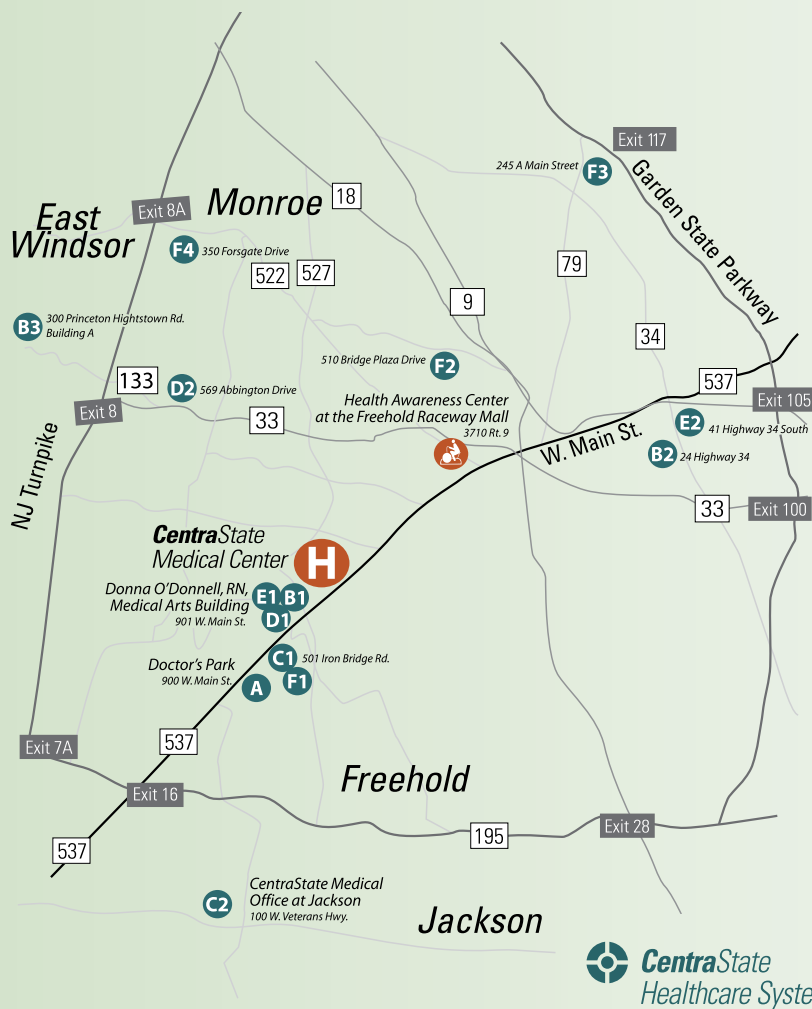 Exit 117
245 A Main Street
F3
Garden State Parkway
18
Monroe
Exit 8A
East
Windsor
F4
350 Forsgate Drive
522
527
79
9
B3
300 Princeton Hightstown Rd.
Building A
34
510 Bridge Plaza Drive
F2
133
D2
569 Abbington Drive
537
Exit 105
Exit 8
33
Health Awareness Center
at the Freehold Raceway Mall
3710 Rt. 9
E2
41 Highway 34 South
W. Main St.
B2
24 Highway 34
NJ Turnpike
33
Exit 100
CentraState
Medical Center
H
Donna O’Donnell, RN,
Medical Arts Building
901 W. Main St.
E1
B1
D1
C1
501 Iron Bridge Rd.
Doctor’s Park
900 W. Main St.
A
F1
537
Exit 7A
Freehold
Exit 16
195
Exit 28
537
C2
CentraState Medical
Office at Jackson
100 W. Veterans Hwy.
Jackson
CentraState
Healthcare Syste